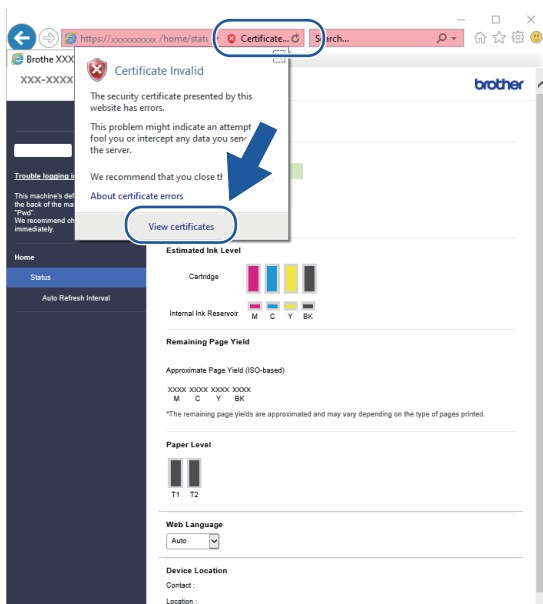 https://xxxxxxxxxx /home/statu
Certificate...
Search...
Brothe XXX
XXX-XXXX
brother
Certificate Invalid
The security certificate presented by this
website has errors.
This problem might indicate an attempt
fool you or intercept any data you send
the server.
We recommend that you close th
About certificate errors
View certificates
Trouble logging i
This machine's def
the back of the ma
"Pwd".
We recommend ch
immediately.
Home
Status
Auto Refresh Interval
Estimated Ink Level
Cartridge
Internal Ink Reservoir
M C Y BK
Remaining Page Yield
Approximate Page Yield (ISO-based)
XXXX XXXX XXXX XXXX
M C Y BK
*The remaining page yields are approximated and may vary depending on the type of pages printed.
Paper Level
T1 T2
Web Language
Auto
Device Location
Contact :
Location :